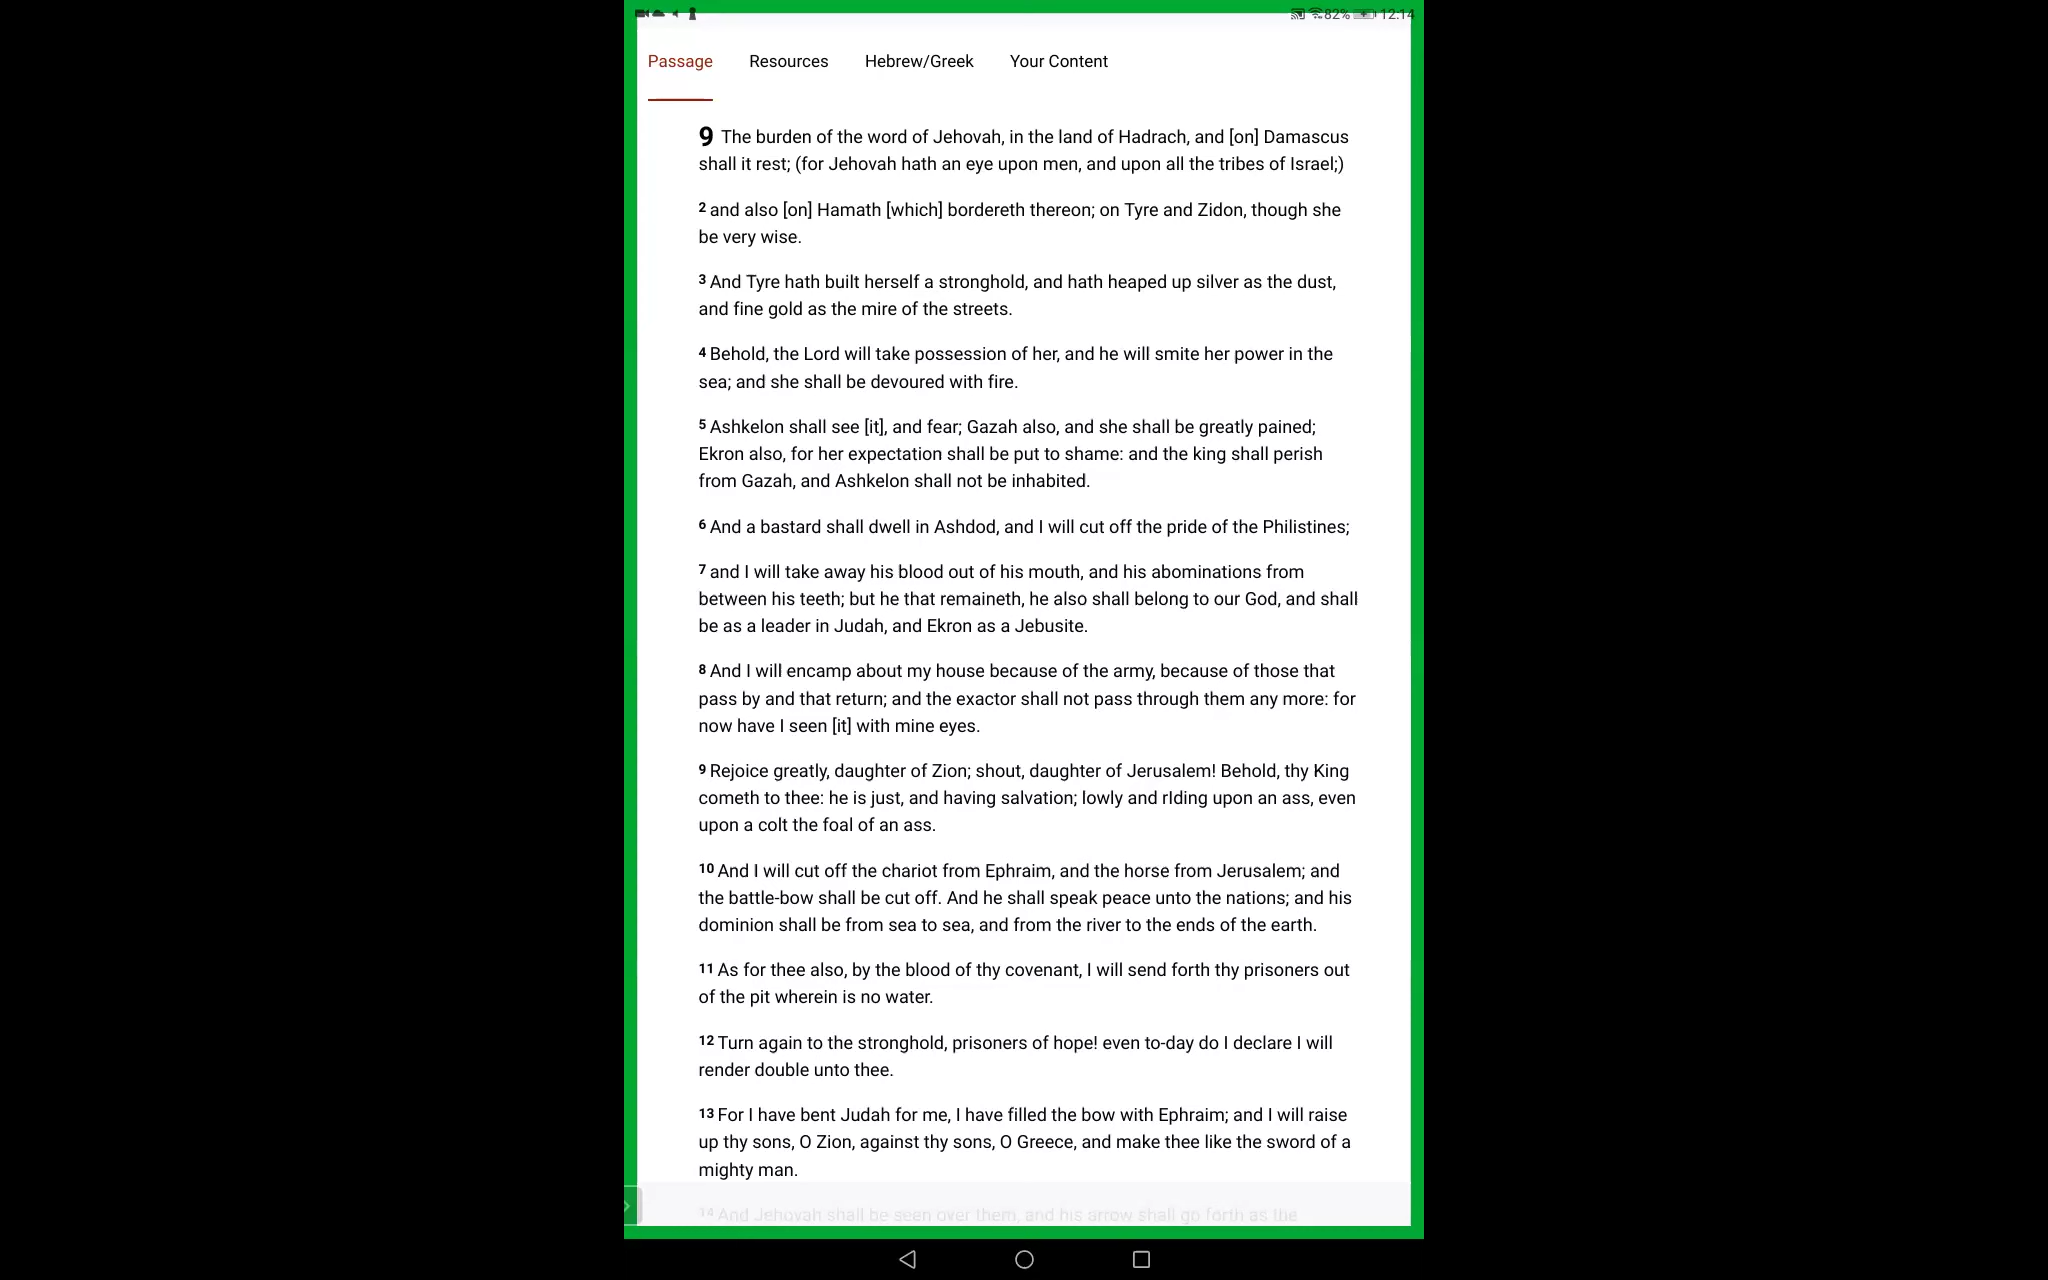 82% 12:14
Passage Resources Hebrew/Greek Your Content
9 The burden of the word of Jehovah, in the land of Hadrach, and [on] Damascus
shall it rest; (for Jehovah hath an eye upon men, and upon all the tribes of Israel;)
2 and also [on] Hamath [which] bordereth thereon; on Tyre and Zidon, though she
be very wise.
3 And Tyre hath built herself a stronghold, and hath heaped up silver as the dust,
and fine gold as the mire of the streets.
4 Behold, the Lord will take possession of her, and he will smite her power in the
sea; and she shall be devoured with fire.
5 Ashkelon shall see [it], and fear; Gazah also, and she shall be greatly pained;
Ekron also, for her expectation shall be put to shame: and the king shall perish
from Gazah, and Ashkelon shall not be inhabited.
6 And a bastard shall dwell in Ashdod, and I will cut off the pride of the Philistines;
7 and I will take away his blood out of his mouth, and his abominations from
between his teeth; but he that remaineth, he also shall belong to our God, and shall
be as a leader in Judah, and Ekron as a Jebusite.
8 And I will encamp about my house because of the army, because of those that
pass by and that return; and the exactor shall not pass through them any more: for
now have I seen [it] with mine eyes.
9 Rejoice greatly, daughter of Zion; shout, daughter of Jerusalem! Behold, thy King
cometh to thee: he is just, and having salvation; lowly and rIding upon an ass, even
upon a colt the foal of an ass.
10 And I will cut off the chariot from Ephraim, and the horse from Jerusalem; and
the battle-bow shall be cut off. And he shall speak peace unto the nations; and his
dominion shall be from sea to sea, and from the river to the ends of the earth.
11 As for thee also, by the blood of thy covenant, I will send forth thy prisoners out
of the pit wherein is no water.
12 Turn again to the stronghold, prisoners of hope! even to-day do I declare I will
render double unto thee.
13 For I have bent Judah for me, I have filled the bow with Ephraim; and I will raise
up thy sons, O Zion, against thy sons, O Greece, and make thee like the sword of a
mighty man.
14 And Jehovah shall be seen over them, and his arrow shall go forth as the